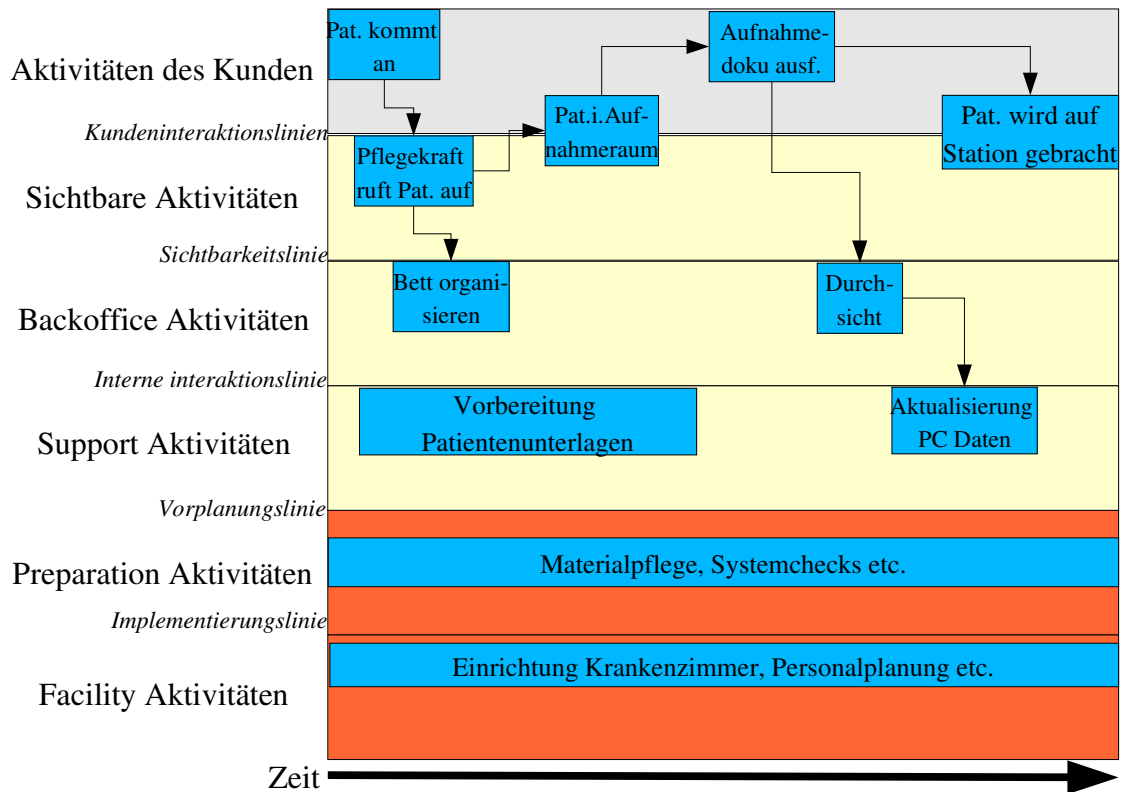 Pat. kommt
an
Aufnahme-
doku ausf.
Aktivitäten des Kunden
Pat.i.Auf-
nahmeraum
Pat. wird auf
Station gebracht
Kundeninteraktionslinien
Pflegekraft
ruft Pat. auf
Sichtbare Aktivitäten
Sichtbarkeitslinie
Bett organi-
sieren
Durch-
sicht
Backoffice Aktivitäten
Interne interaktionslinie
Vorbereitung
Patientenunterlagen
Aktualisierung
PC Daten
Support Aktivitäten
Vorplanungslinie
Materialpflege, Systemchecks etc.
Preparation Aktivitäten
Implementierungslinie
Einrichtung Krankenzimmer, Personalplanung etc.
Facility Aktivitäten
Zeit